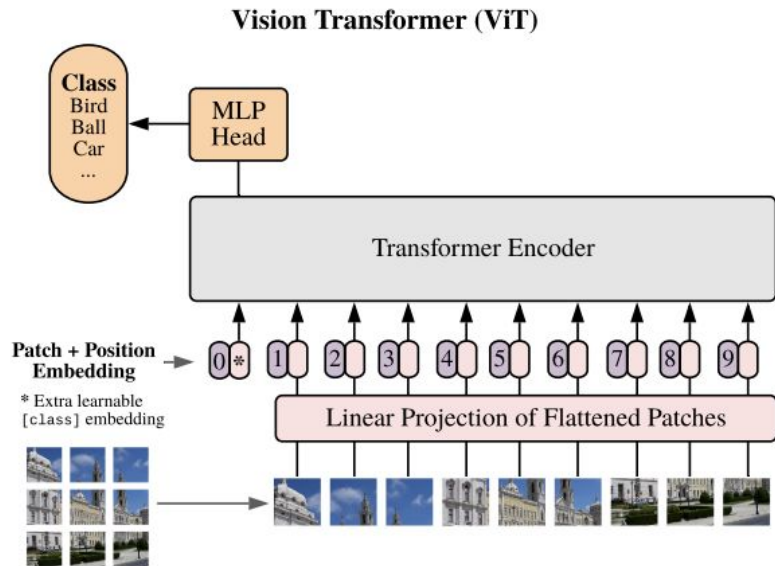 Vision Transformer (ViT)
Class
Bird
Ball
Car
...
MLP
Head
Transformer Encoder
Patch + Position
Embedding
0 * 1 2 3 4 5 6 7 8 9
* Extra learnable
[class] embedding
Linear Projection of Flattened Patches